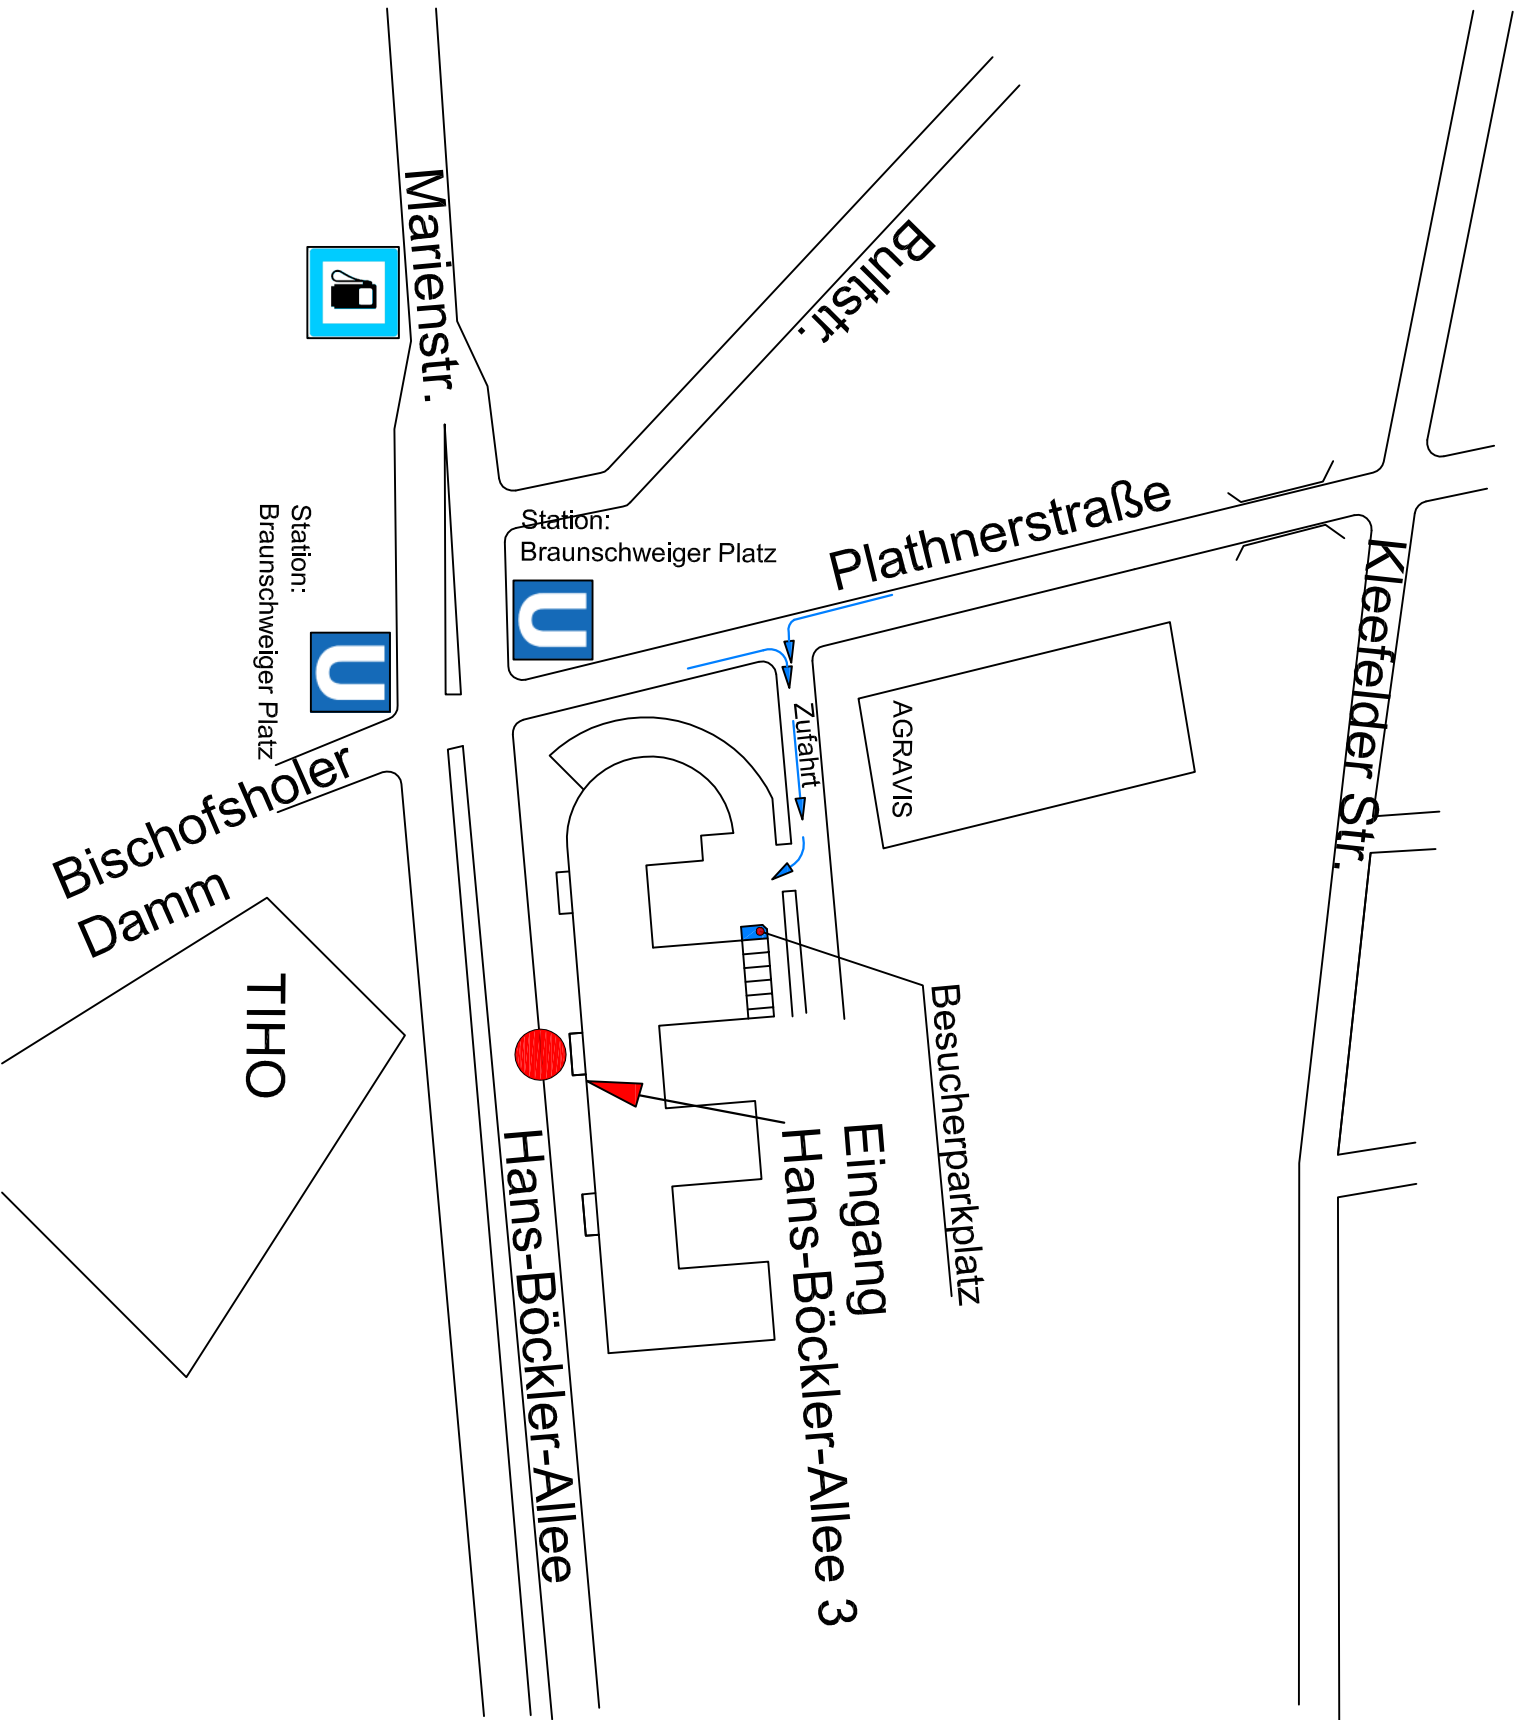 Marienstr.
Bultstr.
Station:
Braunschweiger Platz
Station:
Braunschweiger Platz
Plathnerstraße
Kleefelder Str.
Zufahrt
AGRAVIS
Bischofsholer
Damm
TIHO
Besucherparkplatz
Eingang
Hans-Böckler-Allee 3
Hans-Böckler-Allee